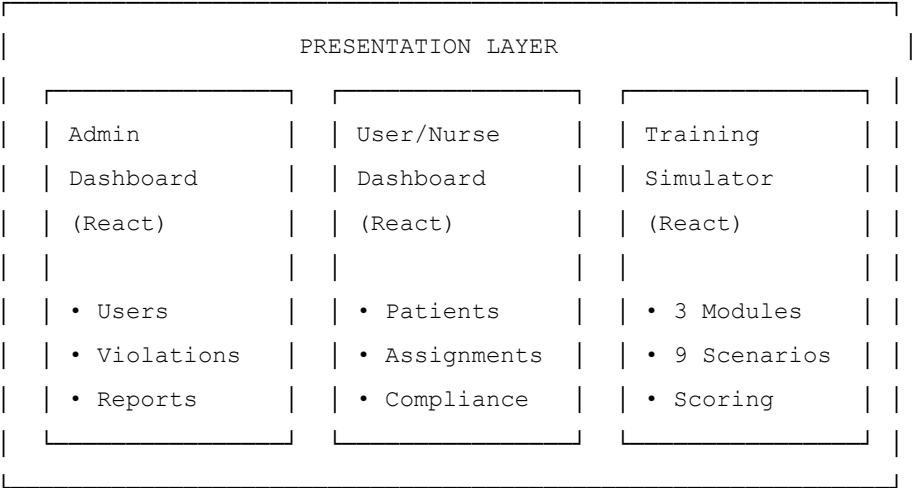 PRESENTATION LAYER
Admin User/Nurse Training
Dashboard Dashboard Simulator
(React) (React) (React)
• Users • Patients • 3 Modules
• Violations • Assignments • 9 Scenarios
• Reports • Compliance • Scoring